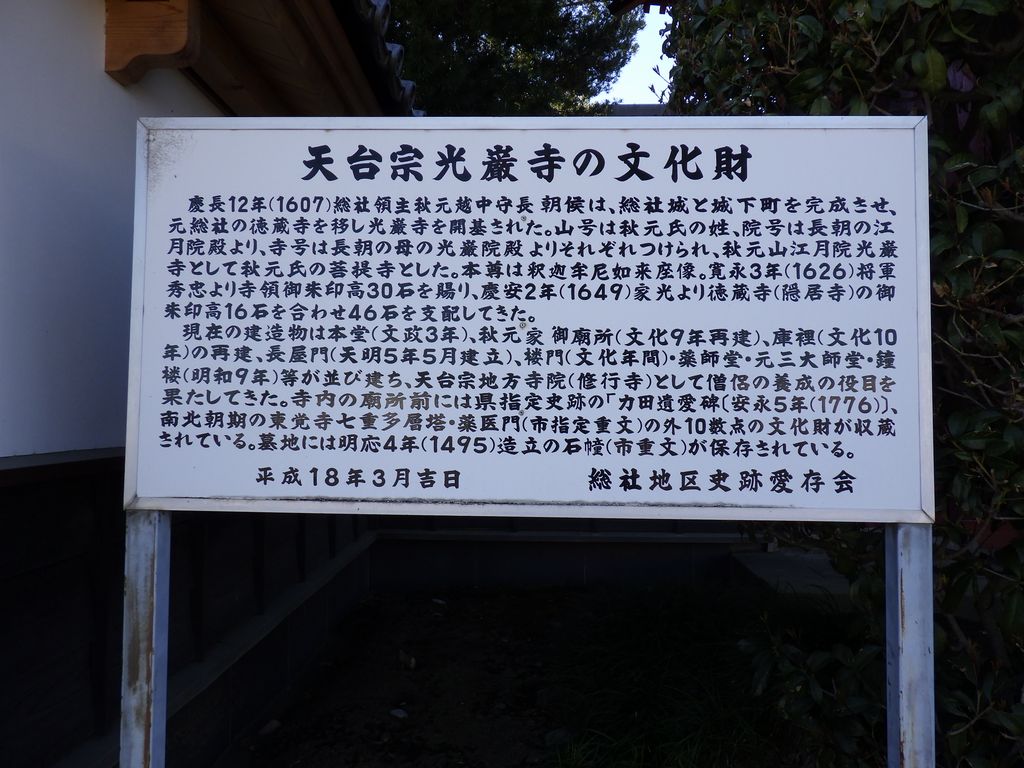 天台宗光巌寺の文化財
慶長12年(1607)総社領主秋元越中守長朝侯は、総社城と城下町を完成させ、
元総社の徳蔵寺を移し光巌寺を開基された。山号は秋元氏の姓、院号は長朝の江
月院殿より、寺号は長朝の母の光巌院殿よりそれぞれつけられ、秋元山江月院光巌
寺として秋元氏の菩提寺とした。本尊は釈迦牟尼如来座像。寛永3年(1626)将軍
秀忠より寺領御朱印高30石を賜り、慶安2年(1649)家光より徳蔵寺(隠居寺)の御
朱印高16石を合わせ46石を支配してきた。
現在の建造物は本堂(文政3年)、秋元家御廟所(文化9年再建)、庫裡(文化10
年)の再建、長屋門(天明5年5月建立)、楼門(文化年間)・薬師堂・元三大師堂・鐘
楼(明和9年)等が並び建ち、天台宗地方寺院(修行寺)として僧侶の養成の役目を
果たしてきた。寺内の廟所前には県指定史跡の「力田遺愛碑〔安永5年(1776)〔、
南北朝期の東覚寺七重多層塔・薬医門(市指定重文)の外10数点の文化財が収蔵
されている。墓地には明応4年(1495)造立の石幢(市重文)が保存されている。
平成18年3月吉日 総社地区史跡愛存会